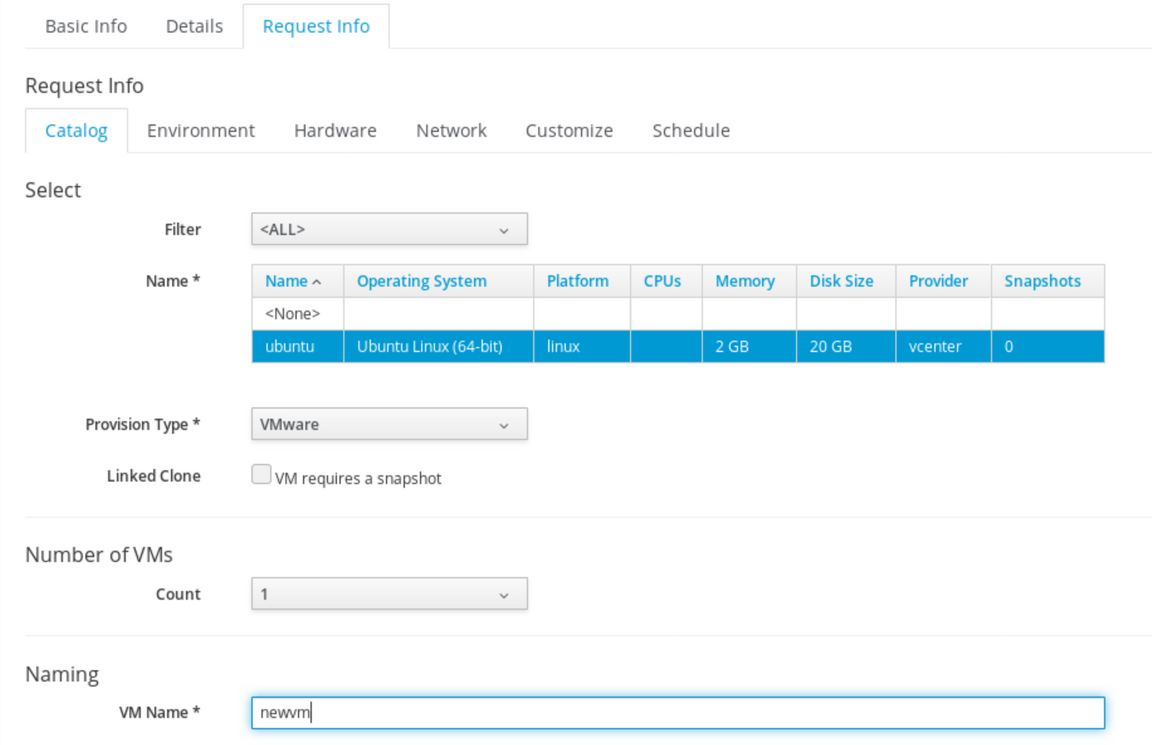 Basic Info Details Request Info
Request Info
Catalog Environment Hardware Network Customize Schedule
Select
Filter <ALL>
Name * Name Operating System Platform CPUs Memory Disk Size Provider Snapshots
<None>
ubuntu Ubuntu Linux (64-bit) linux 2 GB 20 GB vcenter 0
Provision Type * VMware
Linked Clone VM requires a snapshot
Number of VMs
Count 1
Naming
VM Name * newvm